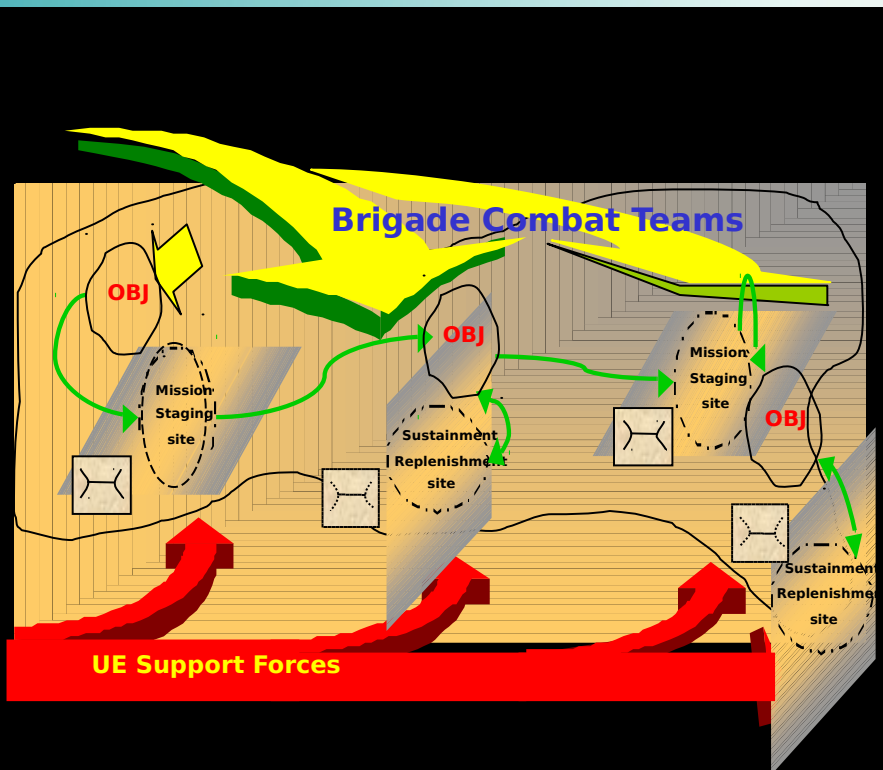 Brigade Combat Teams
OBJ
Mission
Staging
site
OBJ
Sustainment
Replenishment
site
Mission
Staging
site
OBJ
Sustainment
Replenishme
site
UE Support Forces